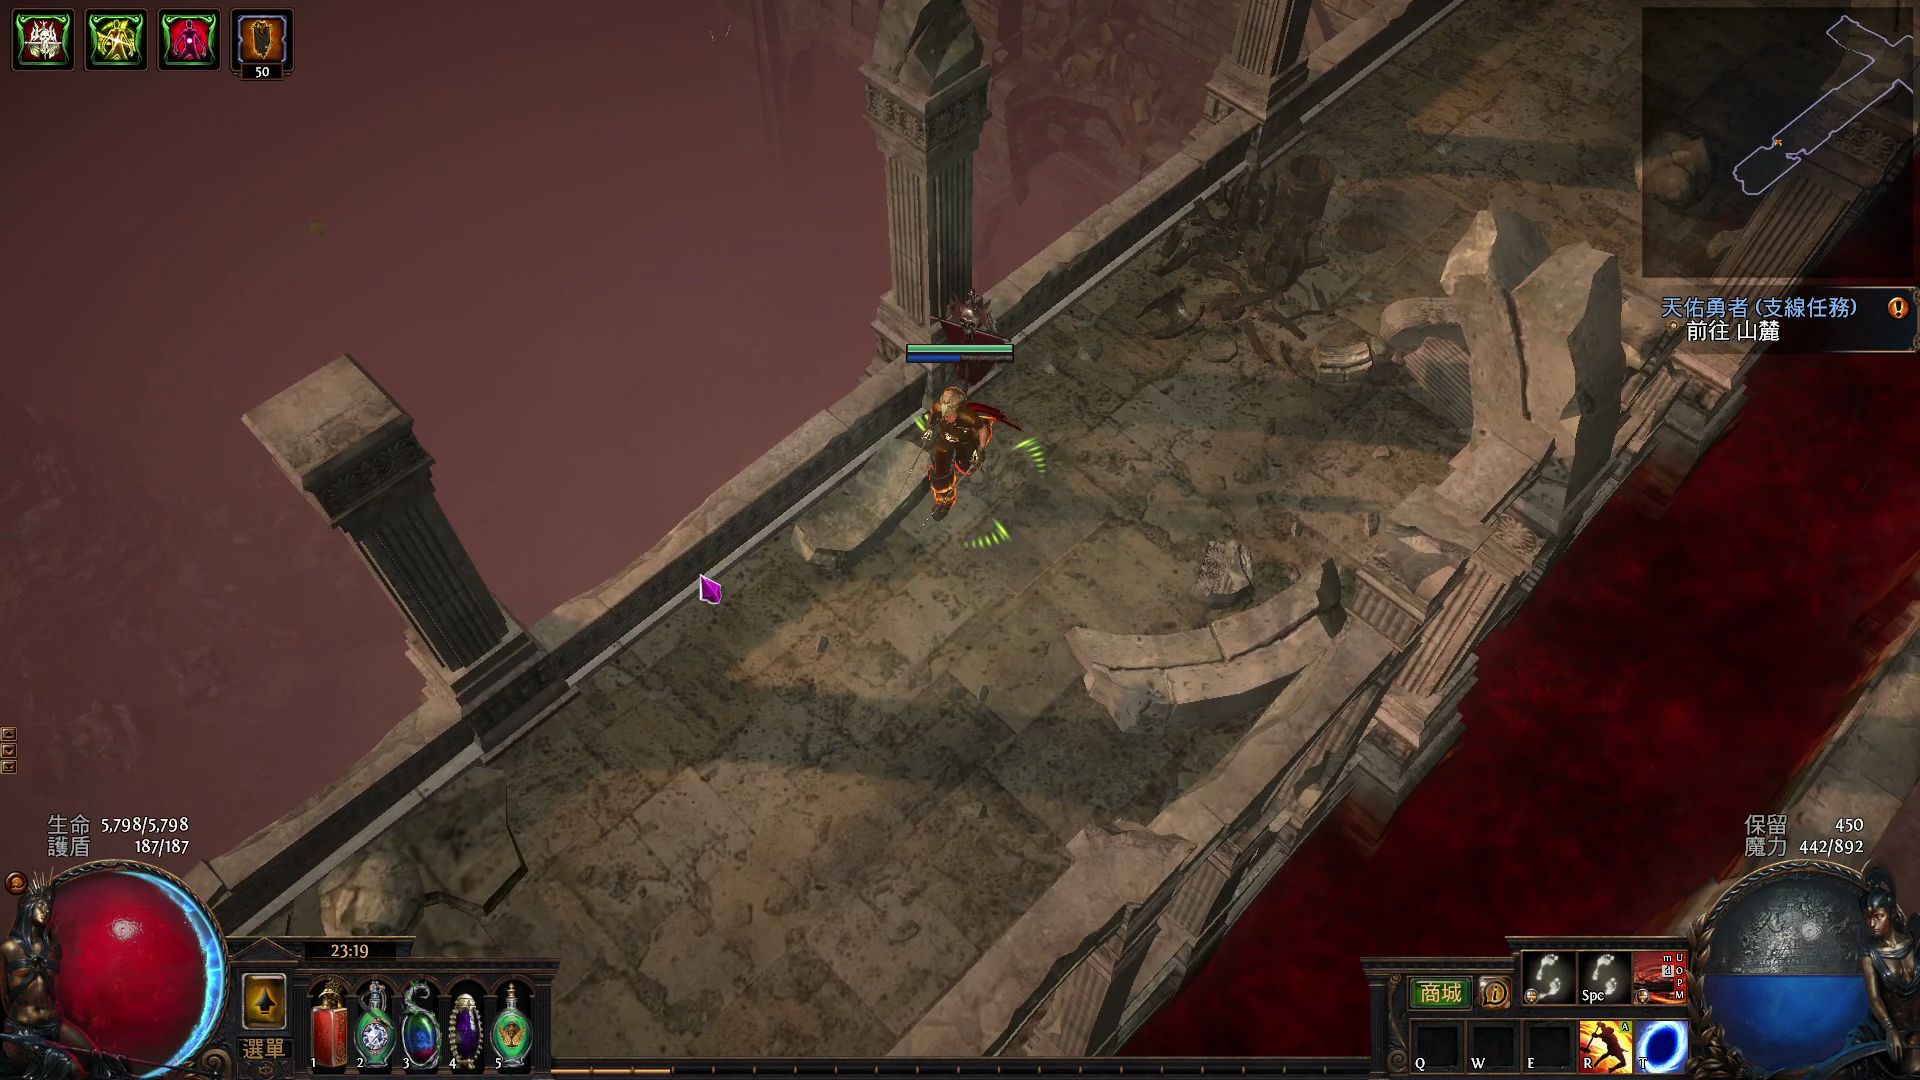 50
天佑勇者 (支線任務)
前往 山麓
生命 5,798/5,798
護盾 187/187
保留 450
魔力 442/892
23:19
選單
1
2
3
4
5
商城
Spc
m U
d O
P
M
Q
W
E
R
A
T